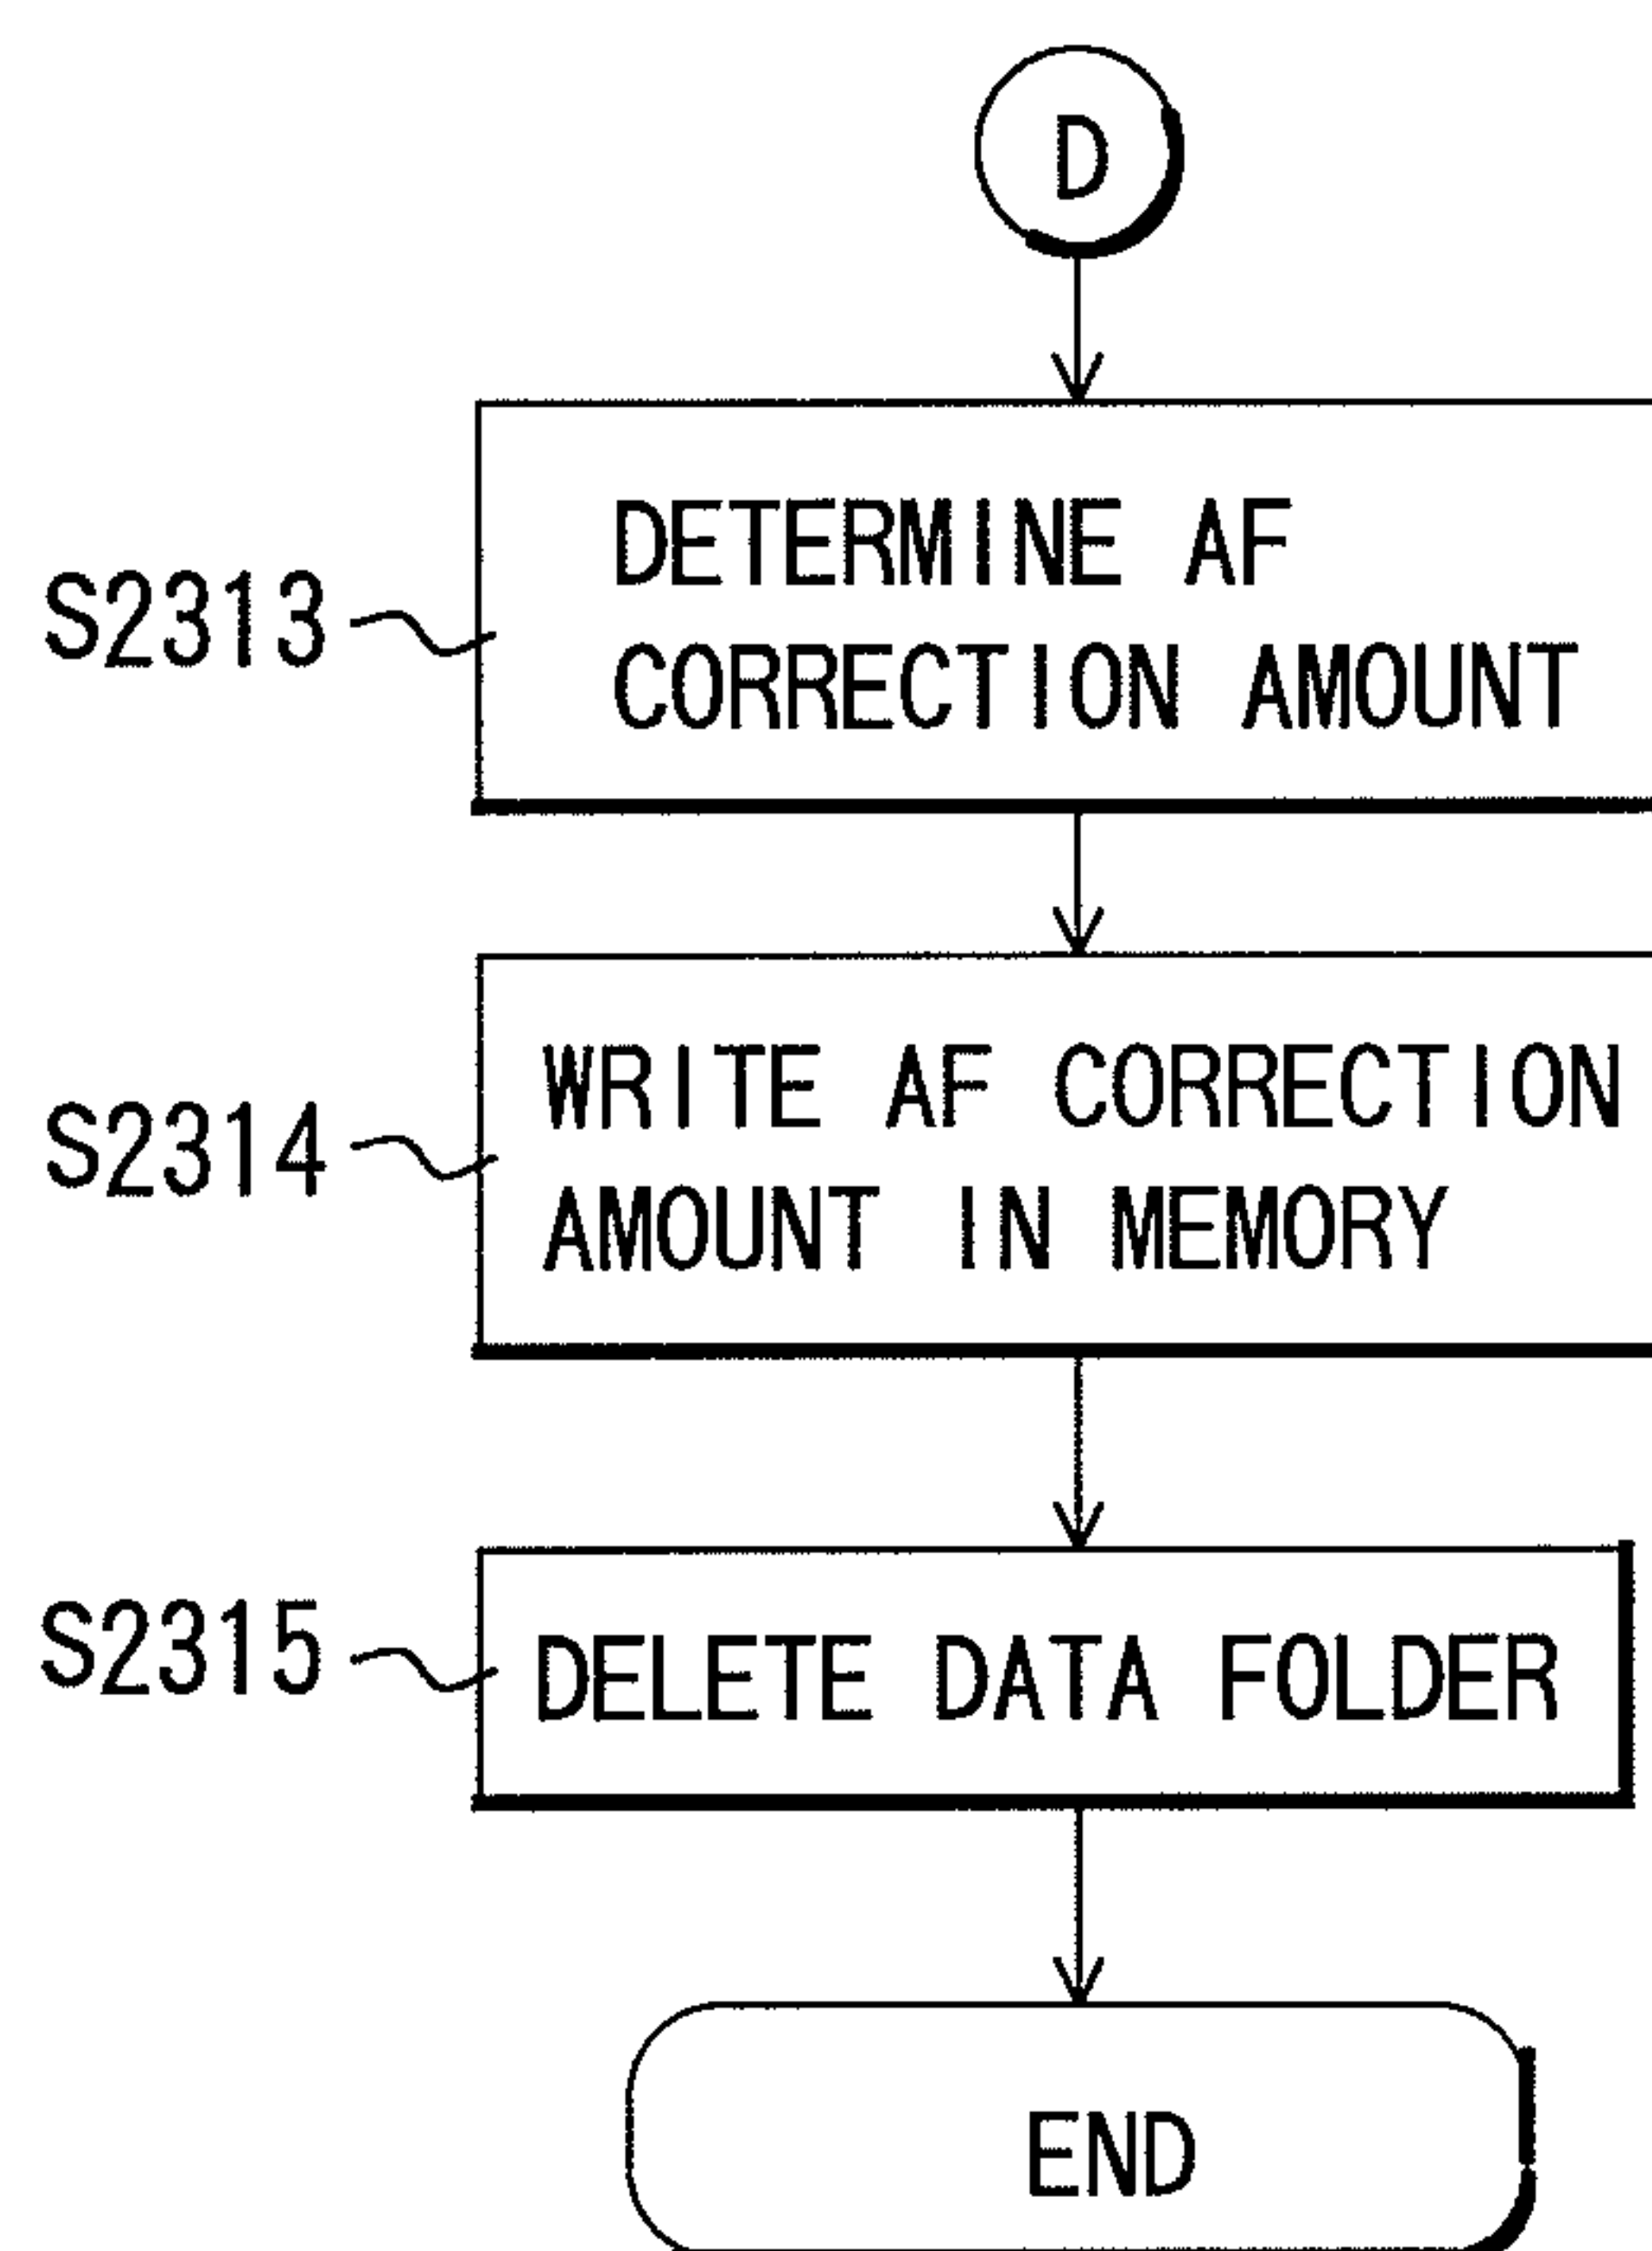 D
S2313
DETERMINE AF
CORRECTION AMOUNT
S2314
WRITE AF CORRECTION
AMOUNT IN MEMORY
S2315
DELETE DATA FOLDER
END